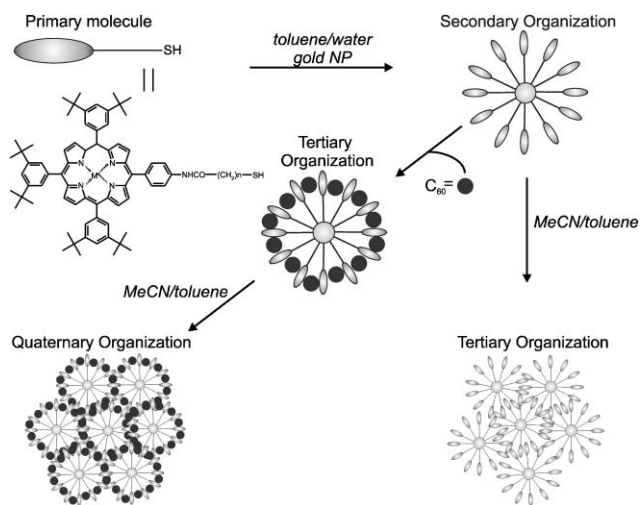 Primary molecule
SH
toluene/water
gold NP
Secondary Organization
Tertiary
Organization
N
N
M
N
N
NHCO
(CH2)n
SH
C60=
MeCN/toluene
MeCN/toluene
Quaternary Organization
Tertiary Organization